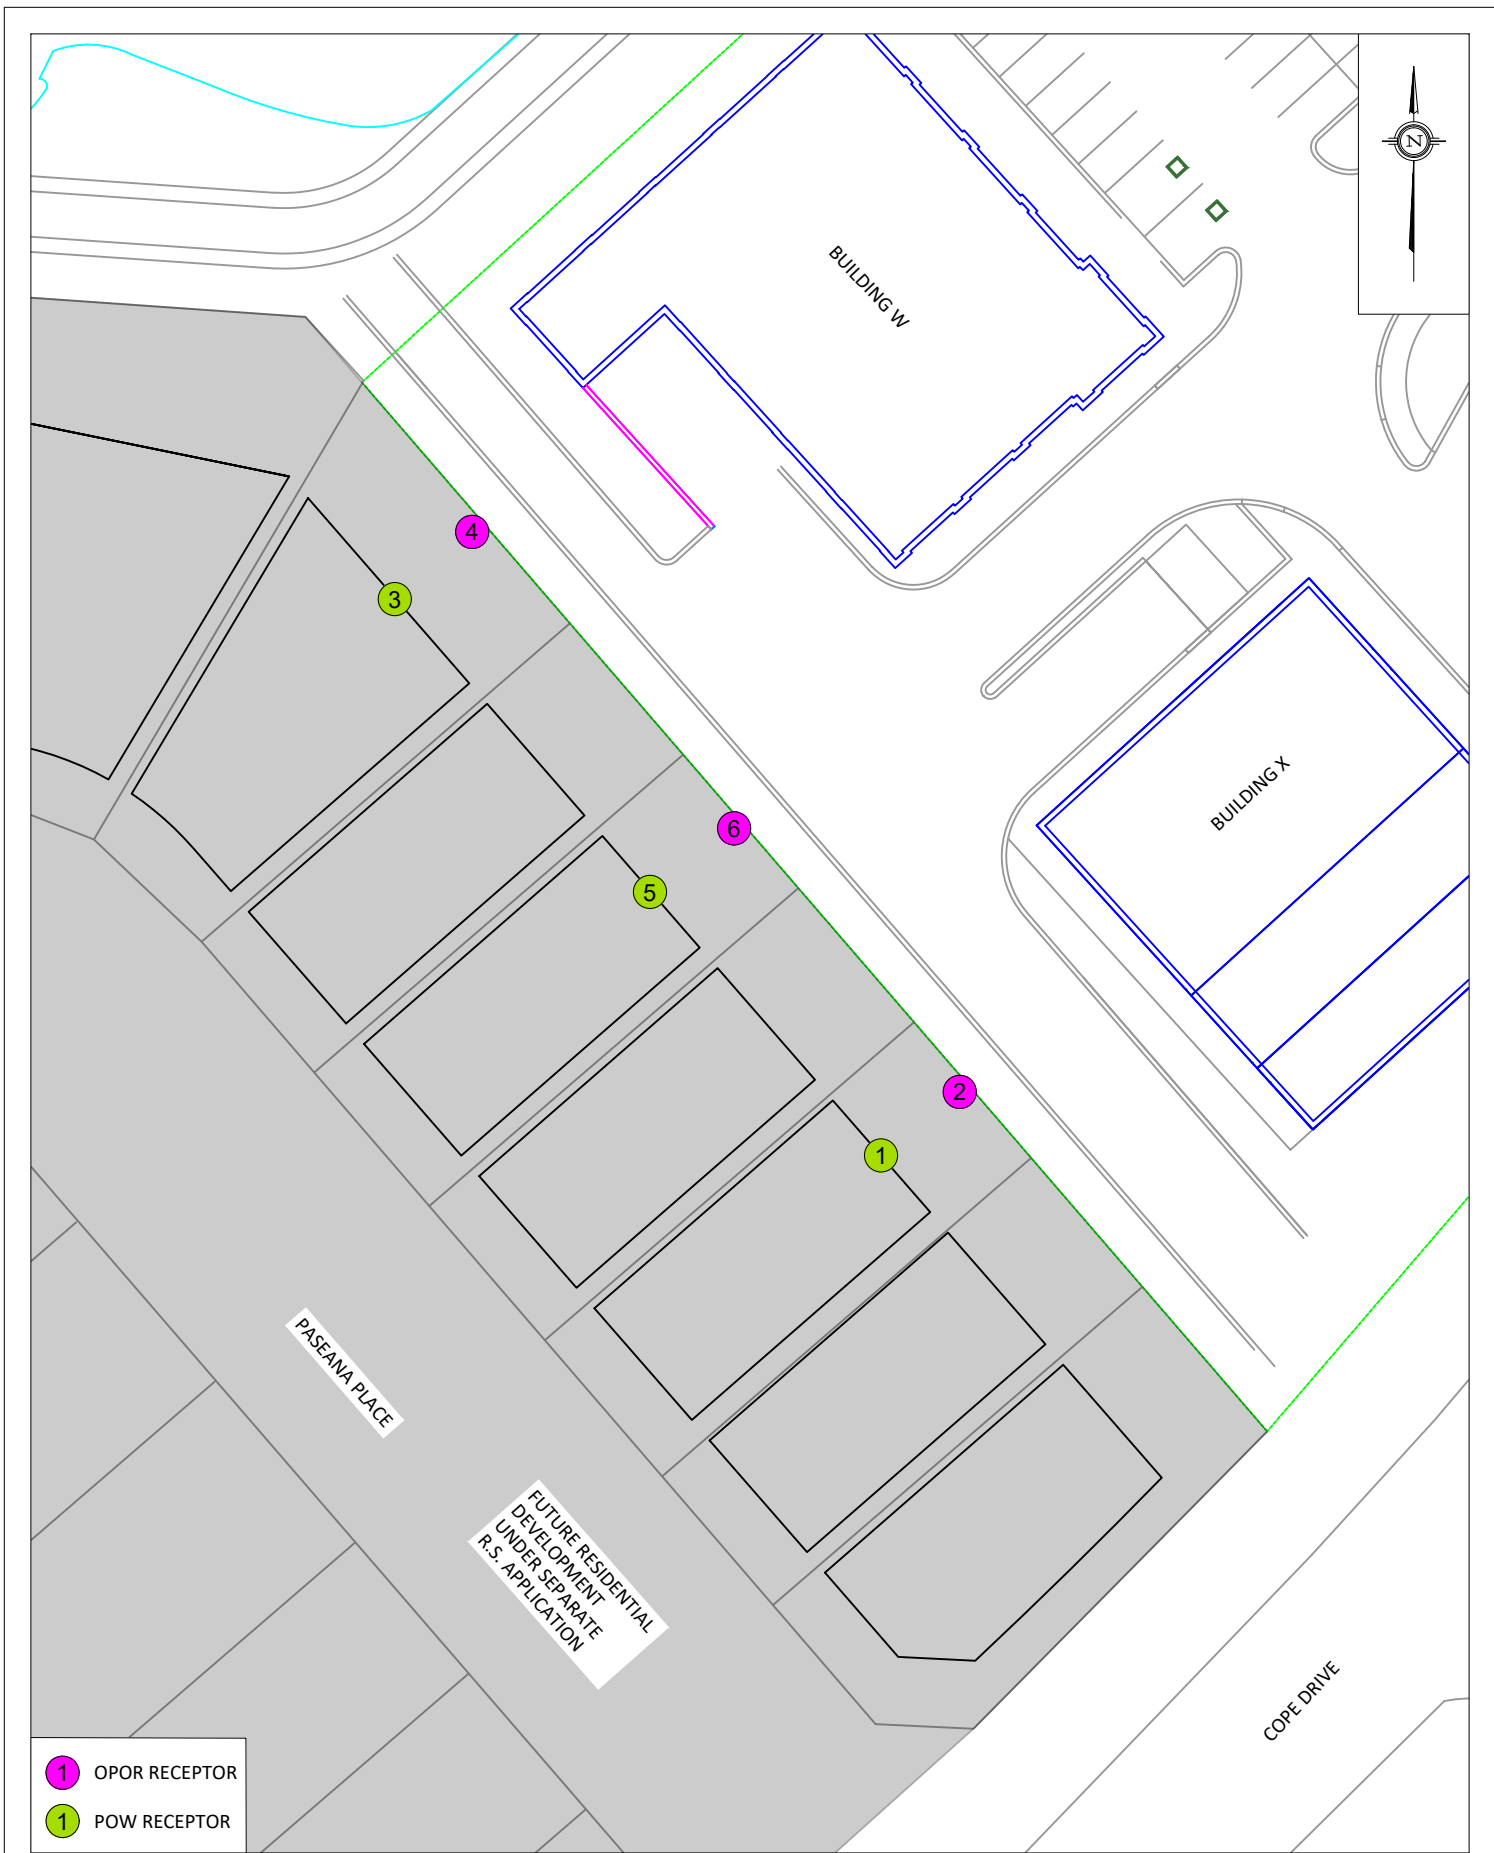 N
BUILDING W
4
3
BUILDING X
6
5
2
1
PASEANA PLACE
FUTURE RESIDENTIAL
DEVELOPMENT
UNDER SEPARATE
R.S. APPLICATION
COPE DRIVE
1 OPOR RECEPTOR
1 POW RECEPTOR